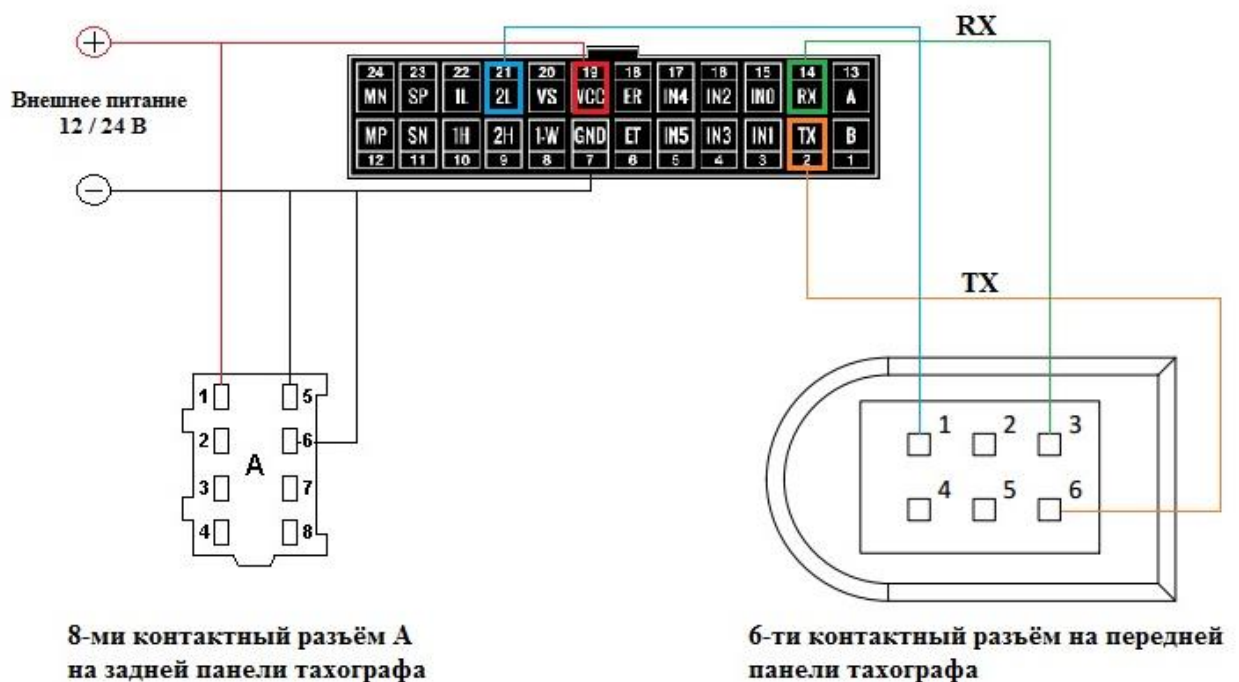 RX
Внешнее питание
12 / 24 В
24 23 22 21 20 19 18 17 18 15 14 13
MN SP 1L 2L VS VCC ER IN4 IN2 IN0 RX A
MP SN 1H 2H 1-W GND ET IN5 IN3 IN1 TX B
12 11 10 9 8 7 6 5 4 3 2 1
TX
1 5
2 6
A
3 7
4 8
1 2 3
4 5 6
8-ми контактный разъём А
на задней панели тахографа
6-ти контактный разъём на передней
панели тахографа